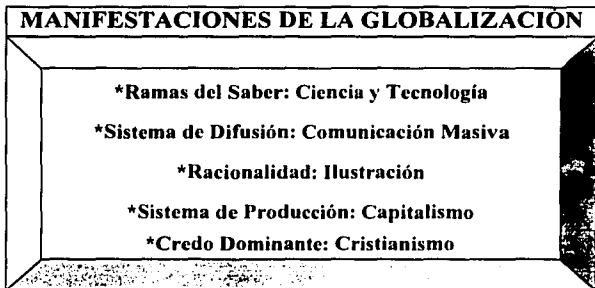 MANIFESTACIONES DE LA GLOBALIZACIÓN
*Ramas del Saber: Ciencia y Tecnología
*Sistema de Difusión: Comunicación Masiva
*Racionalidad: Ilustración
*Sistema de Producción: Capitalismo
*Credo Dominante: Cristianismo